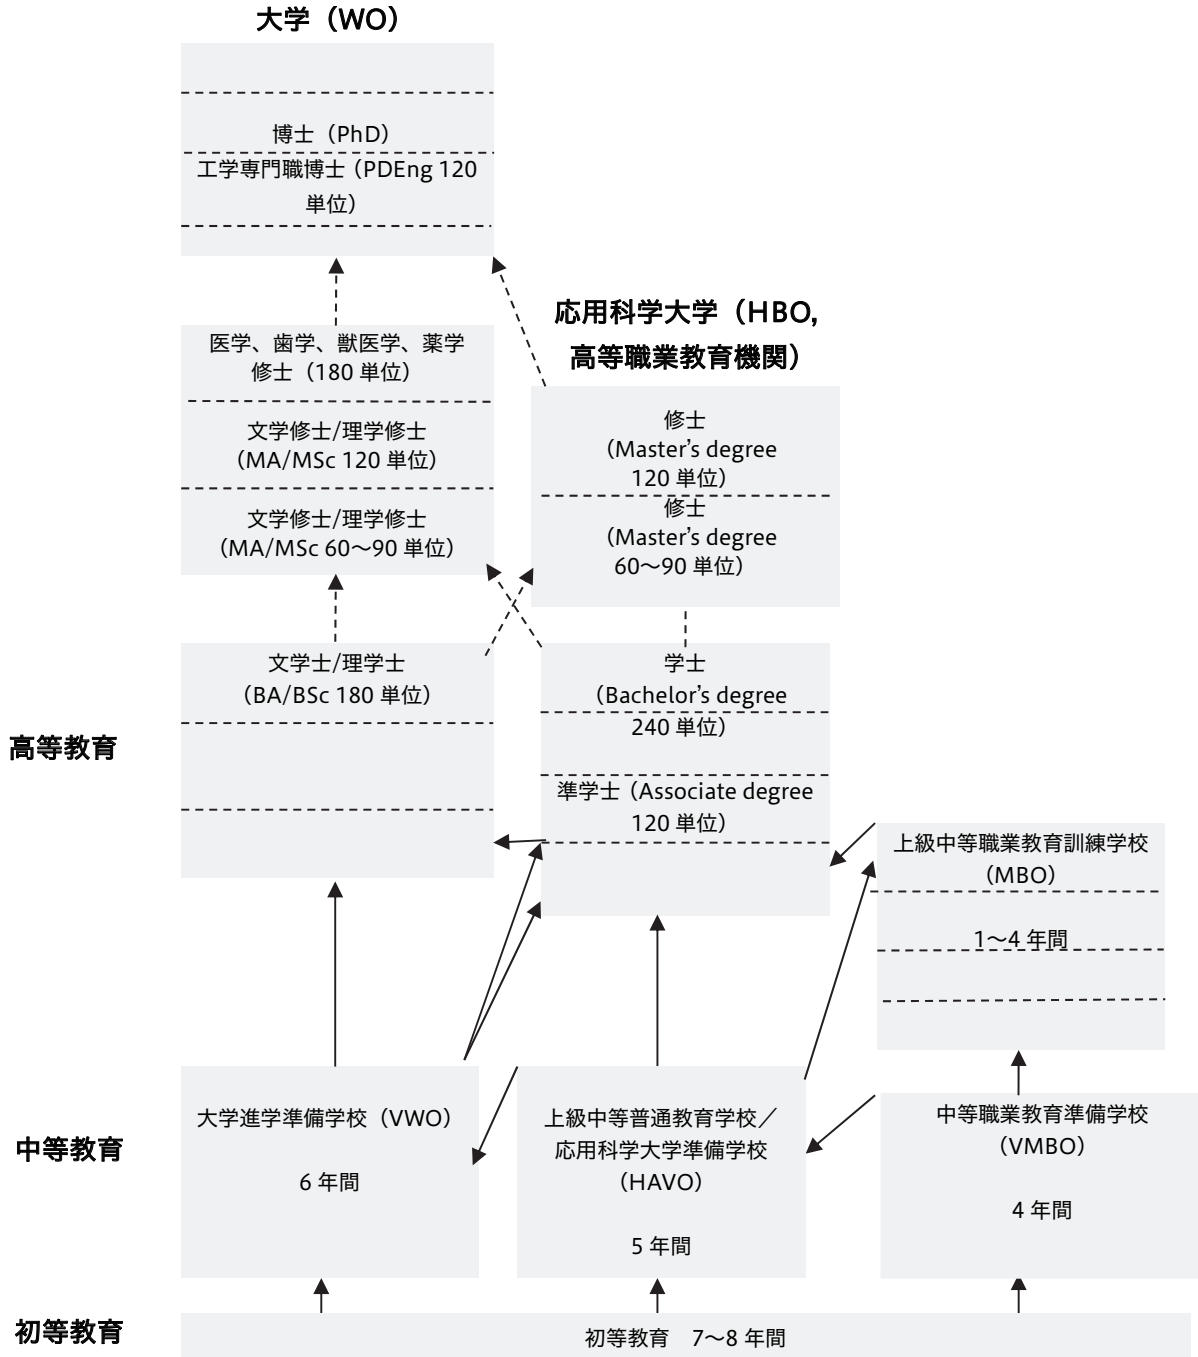 大学（WO）
博士（PhD）
工学専門職博士（PDEng 120
単位）
応用科学大学（HBO,
高等職業教育機関）
医学、歯学、獣医学、薬学
修士（180 単位）
文学修士/理学修士
（MA/MSc 120 単位）
文学修士/理学修士
（MA/MSc 60～90 単位）
修士
（Master’s degree
120 単位）
修士
（Master’s degree
60～90 単位）
文学士/理学士
（BA/BSc 180 単位）
学士
（Bachelor’s degree
240 単位）
準学士（Associate degree
120 単位）
高等教育
上級中等職業教育訓練学校
（MBO）
1～4 年間
中等教育
大学進学準備学校（VWO）
6 年間
上級中等普通教育学校／
応用科学大学準備学校
（HAVO）
5 年間
中等職業教育準備学校
（VMBO）
4 年間
初等教育
初等教育　7～8 年間